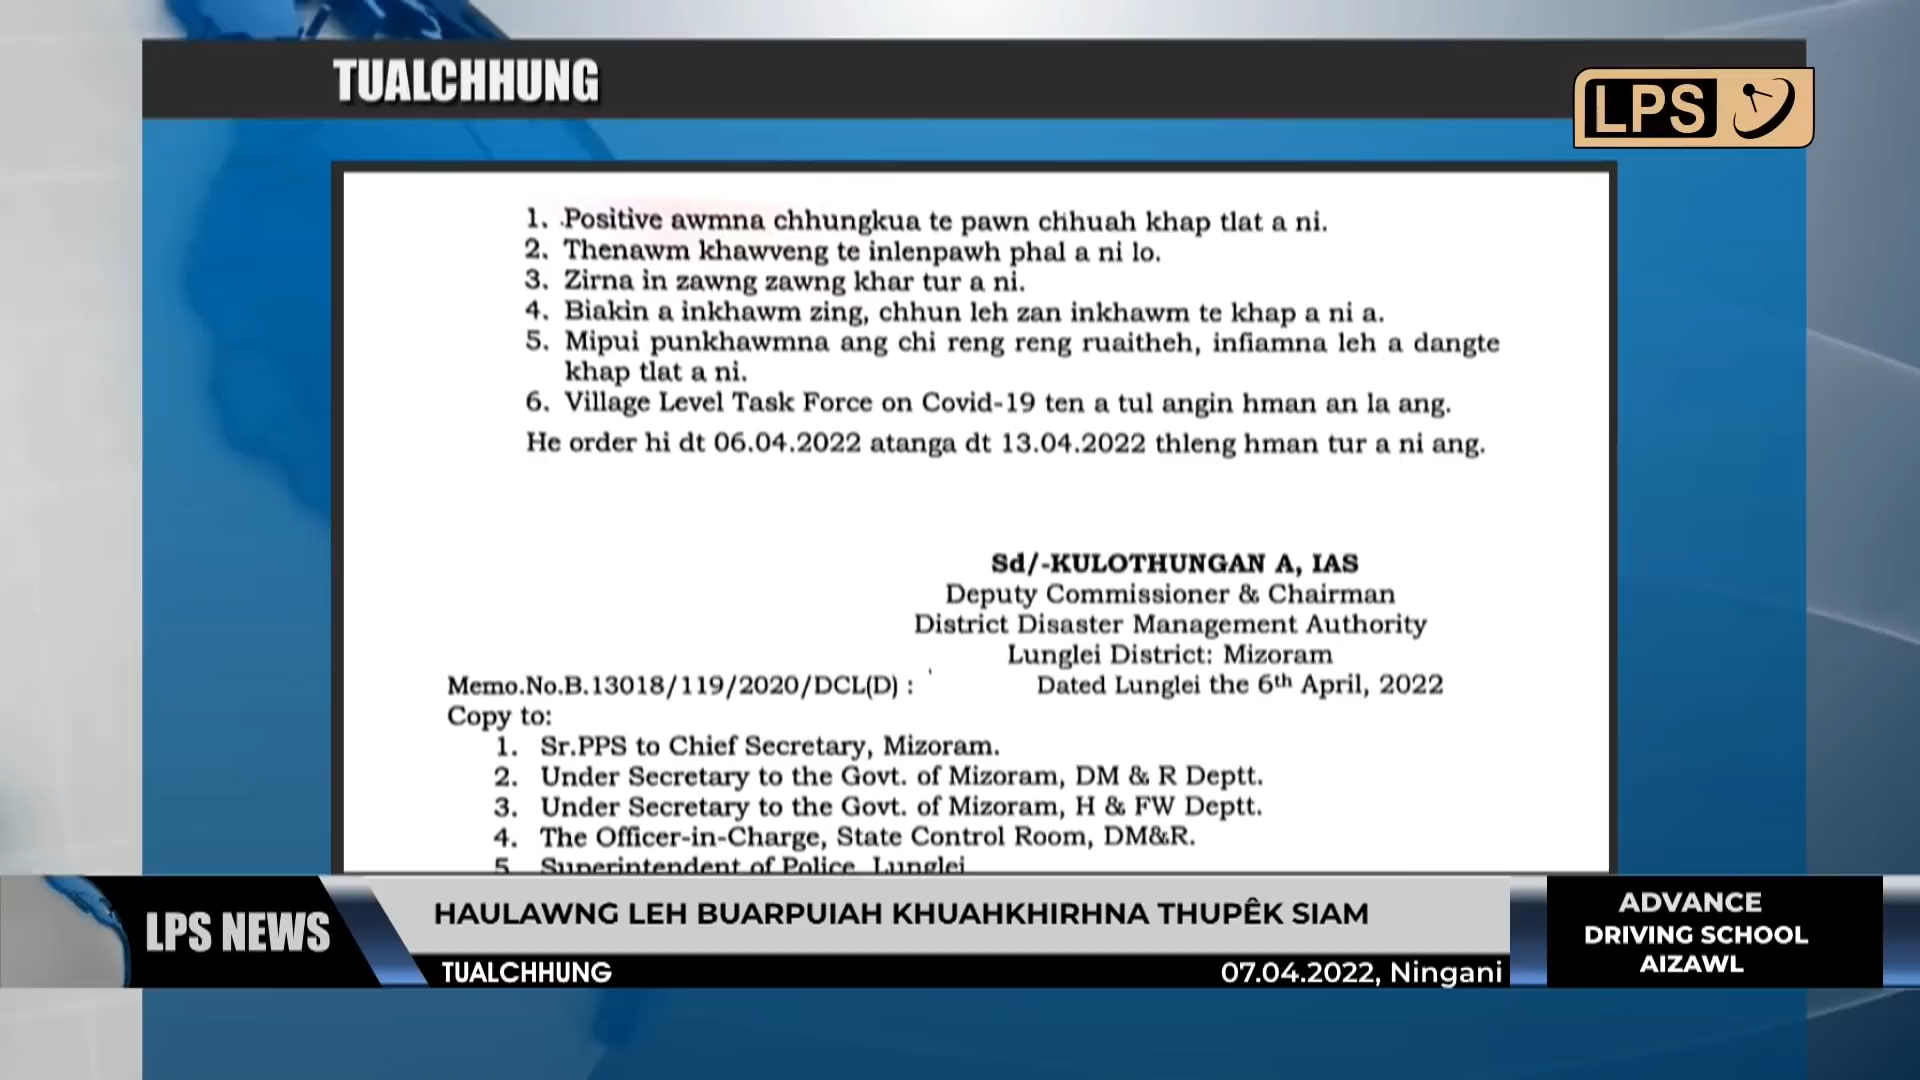 TUALCHHUNG
LPS
1. Positive awmna chhungkua te pawn chhuah khap tlat a ni.
2. Thenawm khawveng te inlenpawh phal a ni lo.
3. Zirna in zawng zawng khar tur a ni.
4. Biakin a inkhawm zing, chhun leh zan inkhawm te khap a ni a.
5. Mipui punkhawmna ang chi reng reng ruaitheh, infiamna leh a dangte
khap tlat a ni.
6. Village Level Task Force on Covid-19 ten a tul angin hman an la ang.
He order hi dt 06.04.2022 atanga dt 13.04.2022 thleng hman tur a ni ang.
Sd/-KULOTHUNGAN A, IAS
Deputy Commissioner & Chairman
District Disaster Management Authority
Lunglei District: Mizoram
Memo.No.B.13018/119/2020/DCL(D) : Dated Lunglei the 6th April, 2022
Copy to:
1. Sr.PPS to Chief Secretary, Mizoram.
2. Under Secretary to the Govt. of Mizoram, DM & R Deptt.
3. Under Secretary to the Govt. of Mizoram, H & FW Deptt.
4. The Officer-in-Charge, State Control Room, DM&R.
5. Superintendent of Police, Lunglei
LPS NEWS
HAULAWNG LEH BUARPUIAH KHUAHKHIRHNA THUPÊK SIAM
TUALCHHUNG
07.04.2022, Ningani
ADVANCE
DRIVING SCHOOL
AIZAWL